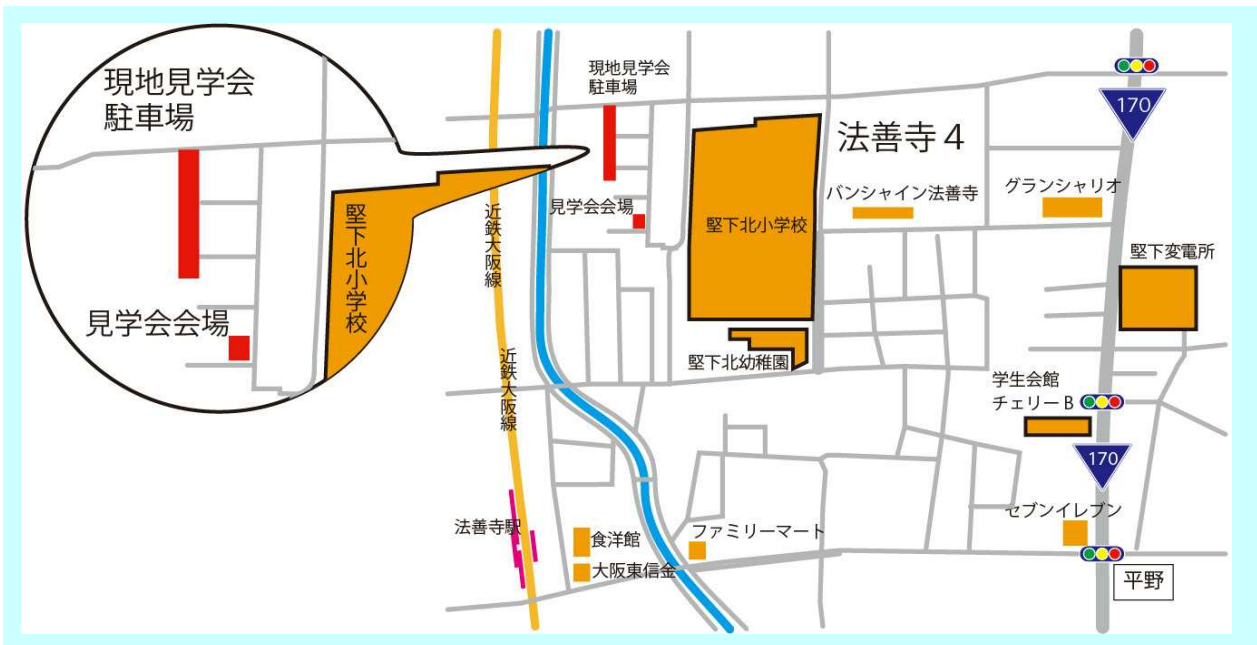 現地見学会
駐車場
見学会会場
堅下北小学校
現地見学会
駐車場
見学会会場
近鉄大阪線
近鉄大阪線
堅下北小学校
法善寺4
バンシャイン法善寺
グランシャリオ
170
堅下変電所
堅下北幼稚園
学生会館
チェリーB
170
セブンイレブン
法善寺駅
食洋館
大阪東信金
ファミリーマート
平野